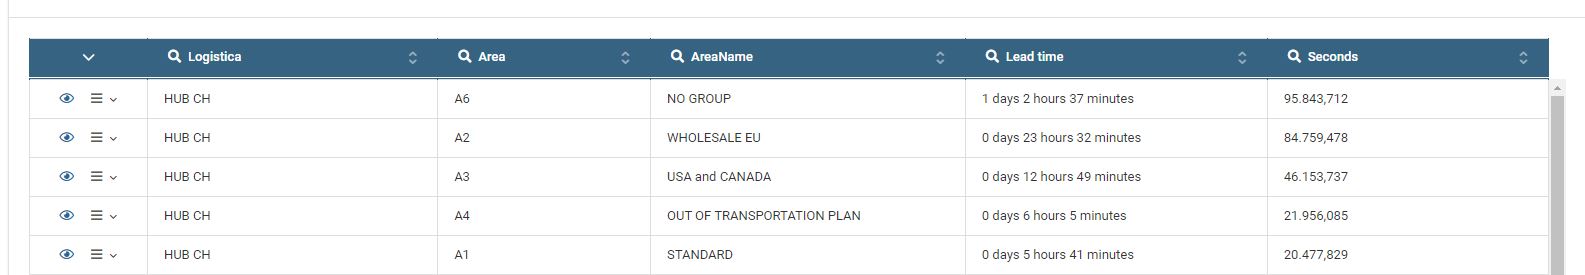 Logistica Area AreaName Lead time Seconds
HUB CH A6 NO GROUP 1 days 2 hours 37 minutes 95.843,712
HUB CH A2 WHOLESALE EU 0 days 23 hours 32 minutes 84.759,478
HUB CH A3 USA and CANADA 0 days 12 hours 49 minutes 46.153,737
HUB CH A4 OUT OF TRANSPORTATION PLAN 0 days 6 hours 5 minutes 21.956,085
HUB CH A1 STANDARD 0 days 5 hours 41 minutes 20.477,829